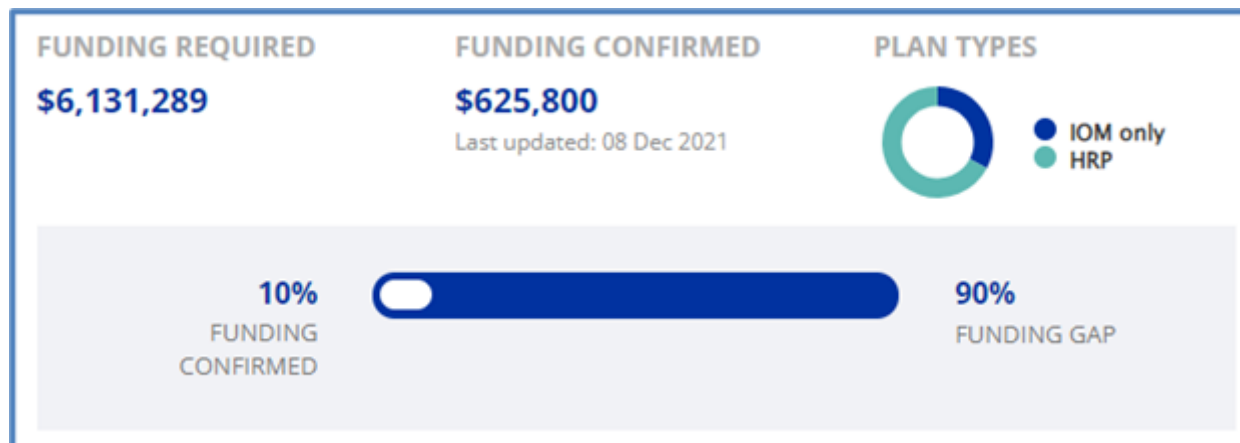 FUNDING REQUIRED
$6,131,289
FUNDING CONFIRMED
$625,800
Last updated: 08 Dec 2021
PLAN TYPES
IOM only
HRP
10%
FUNDING
CONFIRMED
90%
FUNDING GAP